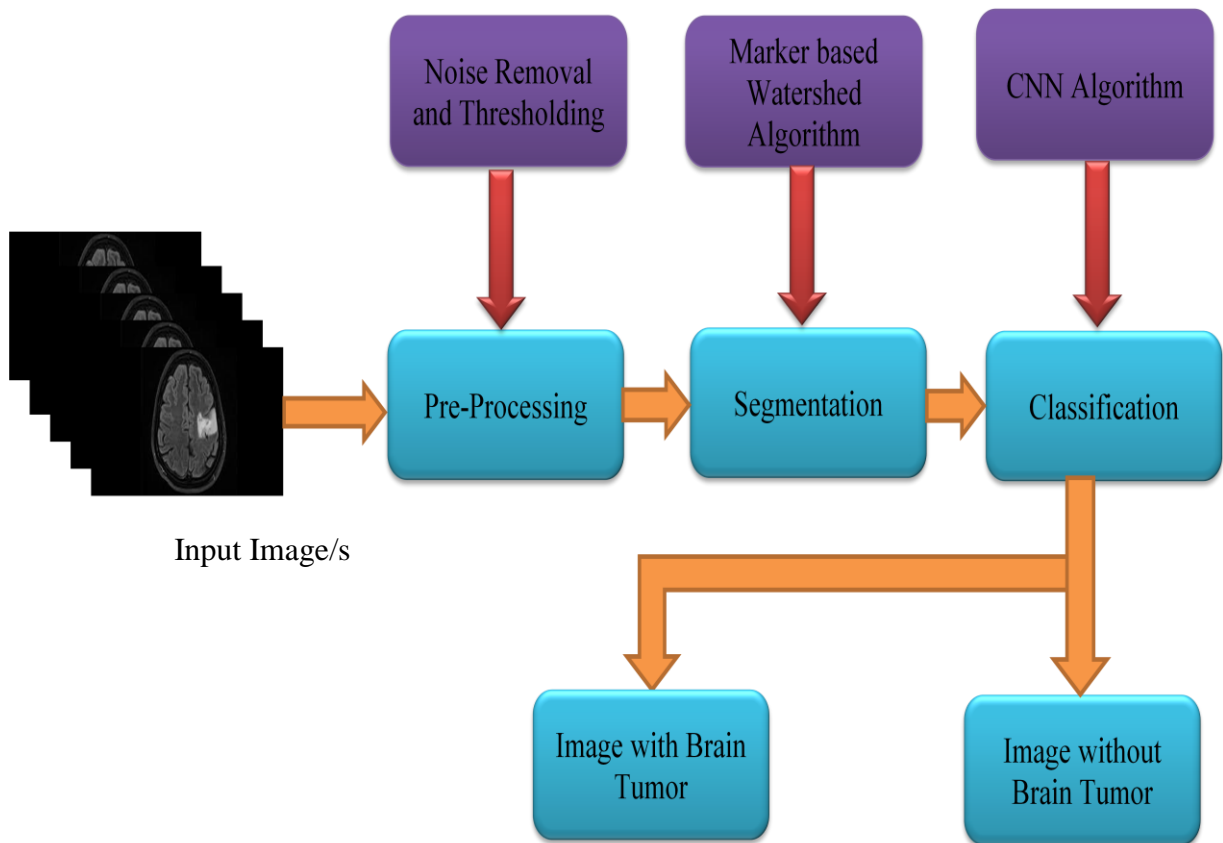 Noise Removal
and Thresholding
Marker based
Watershed
Algorithm
CNN Algorithm
Pre-Processing
Segmentation
Classification
Input Image/s
Image with Brain
Tumor
Image without
Brain Tumor